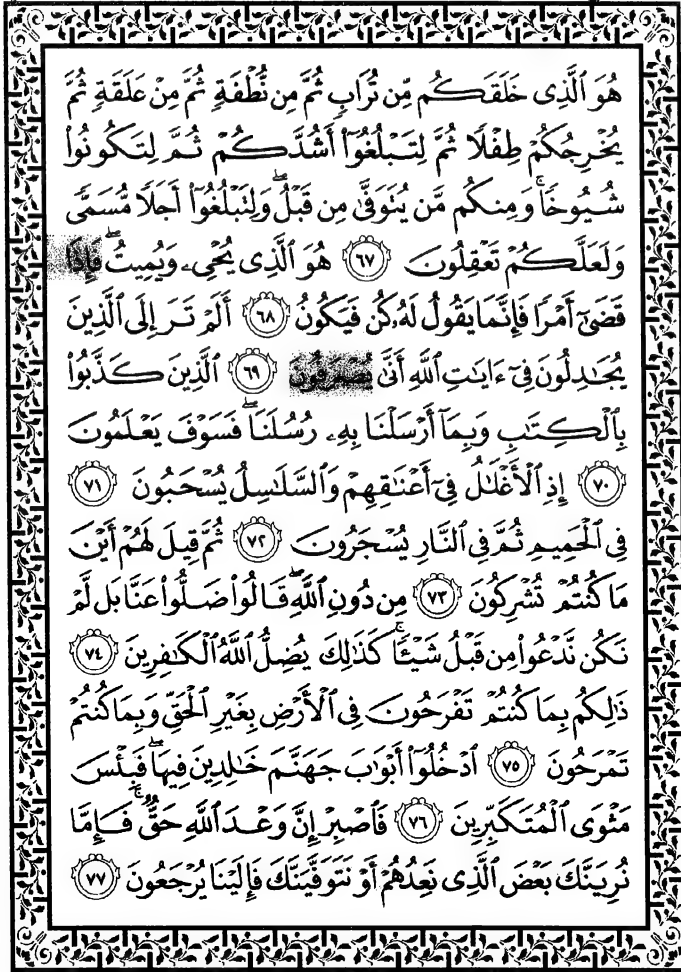 هُوَ ٱلَّذِى خَلَقَكُم مِّن تُرَابٍ ثُمَّ مِن نُّطْفَةٍ ثُمَّ مِنْ عَلَقَةٍ ثُمَّ
يُخْرِجُكُمْ طِفْلًا ثُمَّ لِتَبْلُغُوٓا۟ أَشُدَّكُمْ ثُمَّ لِتَكُونُوا۟
شُيُوخًا ۚ وَمِنكُم مَّن يُتَوَفَّىٰ مِن قَبْلُ ۖ وَلِتَبْلُغُوٓا۟ أَجَلًا مُّسَمًّى
وَلَعَلَّكُمْ تَعْقِلُونَ ٦٧ هُوَ ٱلَّذِى يُحْىِۦ وَيُمِيتُ ۖ فَإِذَا
قَضَىٰٓ أَمْرًا فَإِنَّمَا يَقُولُ لَهُۥ كُن فَيَكُونُ ٦٨ أَلَمْ تَرَ إِلَى ٱلَّذِينَ
يُجَٰدِلُونَ فِىٓ ءَايَٰتِ ٱللَّهِ أَنَّىٰ يُصْرَفُونَ ٦٩ ٱلَّذِينَ كَذَّبُوا۟
بِٱلْكِتَٰبِ وَبِمَآ أَرْسَلْنَا بِهِۦ رُسُلَنَا ۖ فَسَوْفَ يَعْلَمُونَ
٧٠ إِذِ ٱلْأَغْلَٰلُ فِىٓ أَعْنَٰقِهِمْ وَٱلسَّلَٰسِلُ يُسْحَبُونَ ٧١
فِى ٱلْحَمِيمِ ثُمَّ فِى ٱلنَّارِ يُسْجَرُونَ ٧٢ ثُمَّ قِيلَ لَهُمْ أَيْنَ
مَا كُنتُمْ تُشْرِكُونَ ٧٣ مِن دُونِ ٱللَّهِ ۖ قَالُوا۟ ضَلُّوا۟ عَنَّا بَل لَّمْ
نَكُن نَّدْعُوا۟ مِن قَبْلُ شَيْـًٔا ۚ كَذَٰلِكَ يُضِلُّ ٱللَّهُ ٱلْكَٰفِرِينَ ٧٤
ذَٰلِكُم بِمَا كُنتُمْ تَفْرَحُونَ فِى ٱلْأَرْضِ بِغَيْرِ ٱلْحَقِّ وَبِمَا كُنتُمْ
تَمْرَحُونَ ٧٥ ٱدْخُلُوٓا۟ أَبْوَٰبَ جَهَنَّمَ خَٰلِدِينَ فِيهَا ۖ فَبِئْسَ
مَثْوَى ٱلْمُتَكَبِّرِينَ ٧٦ فَٱصْبِرْ إِنَّ وَعْدَ ٱللَّهِ حَقٌّ ۚ فَإِمَّا
نُرِيَنَّكَ بَعْضَ ٱلَّذِى نَعِدُهُمْ أَوْ نَتَوَفَّيَنَّكَ فَإِلَيْنَا يُرْجَعُونَ ٧٧